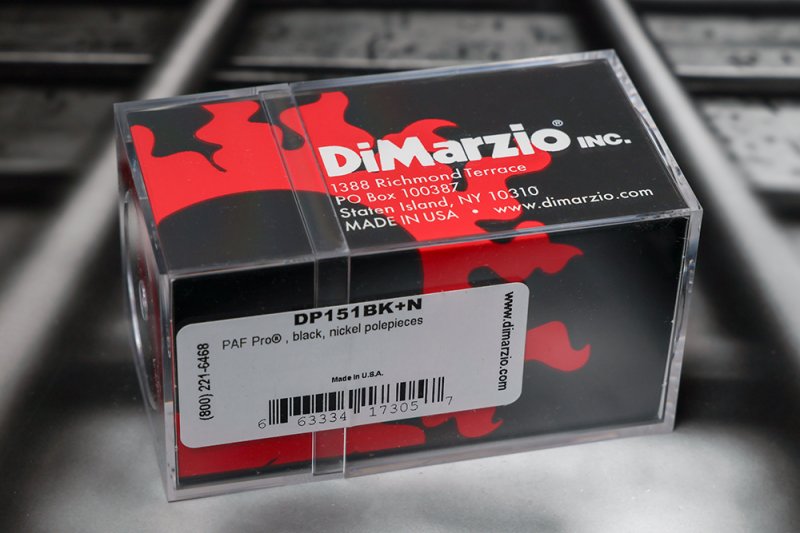 DiMarzio® INC.
1388 Richmond Terrace
PO Box 100387
Staten Island, NY 10310
MADE IN USA • www.dimarzio.com
DP151BK+N
PAF Pro® , black, nickel polepieces
(800) 221-6468
www.dimarzio.com
Made in U.S.A.
6 63334 17305 7